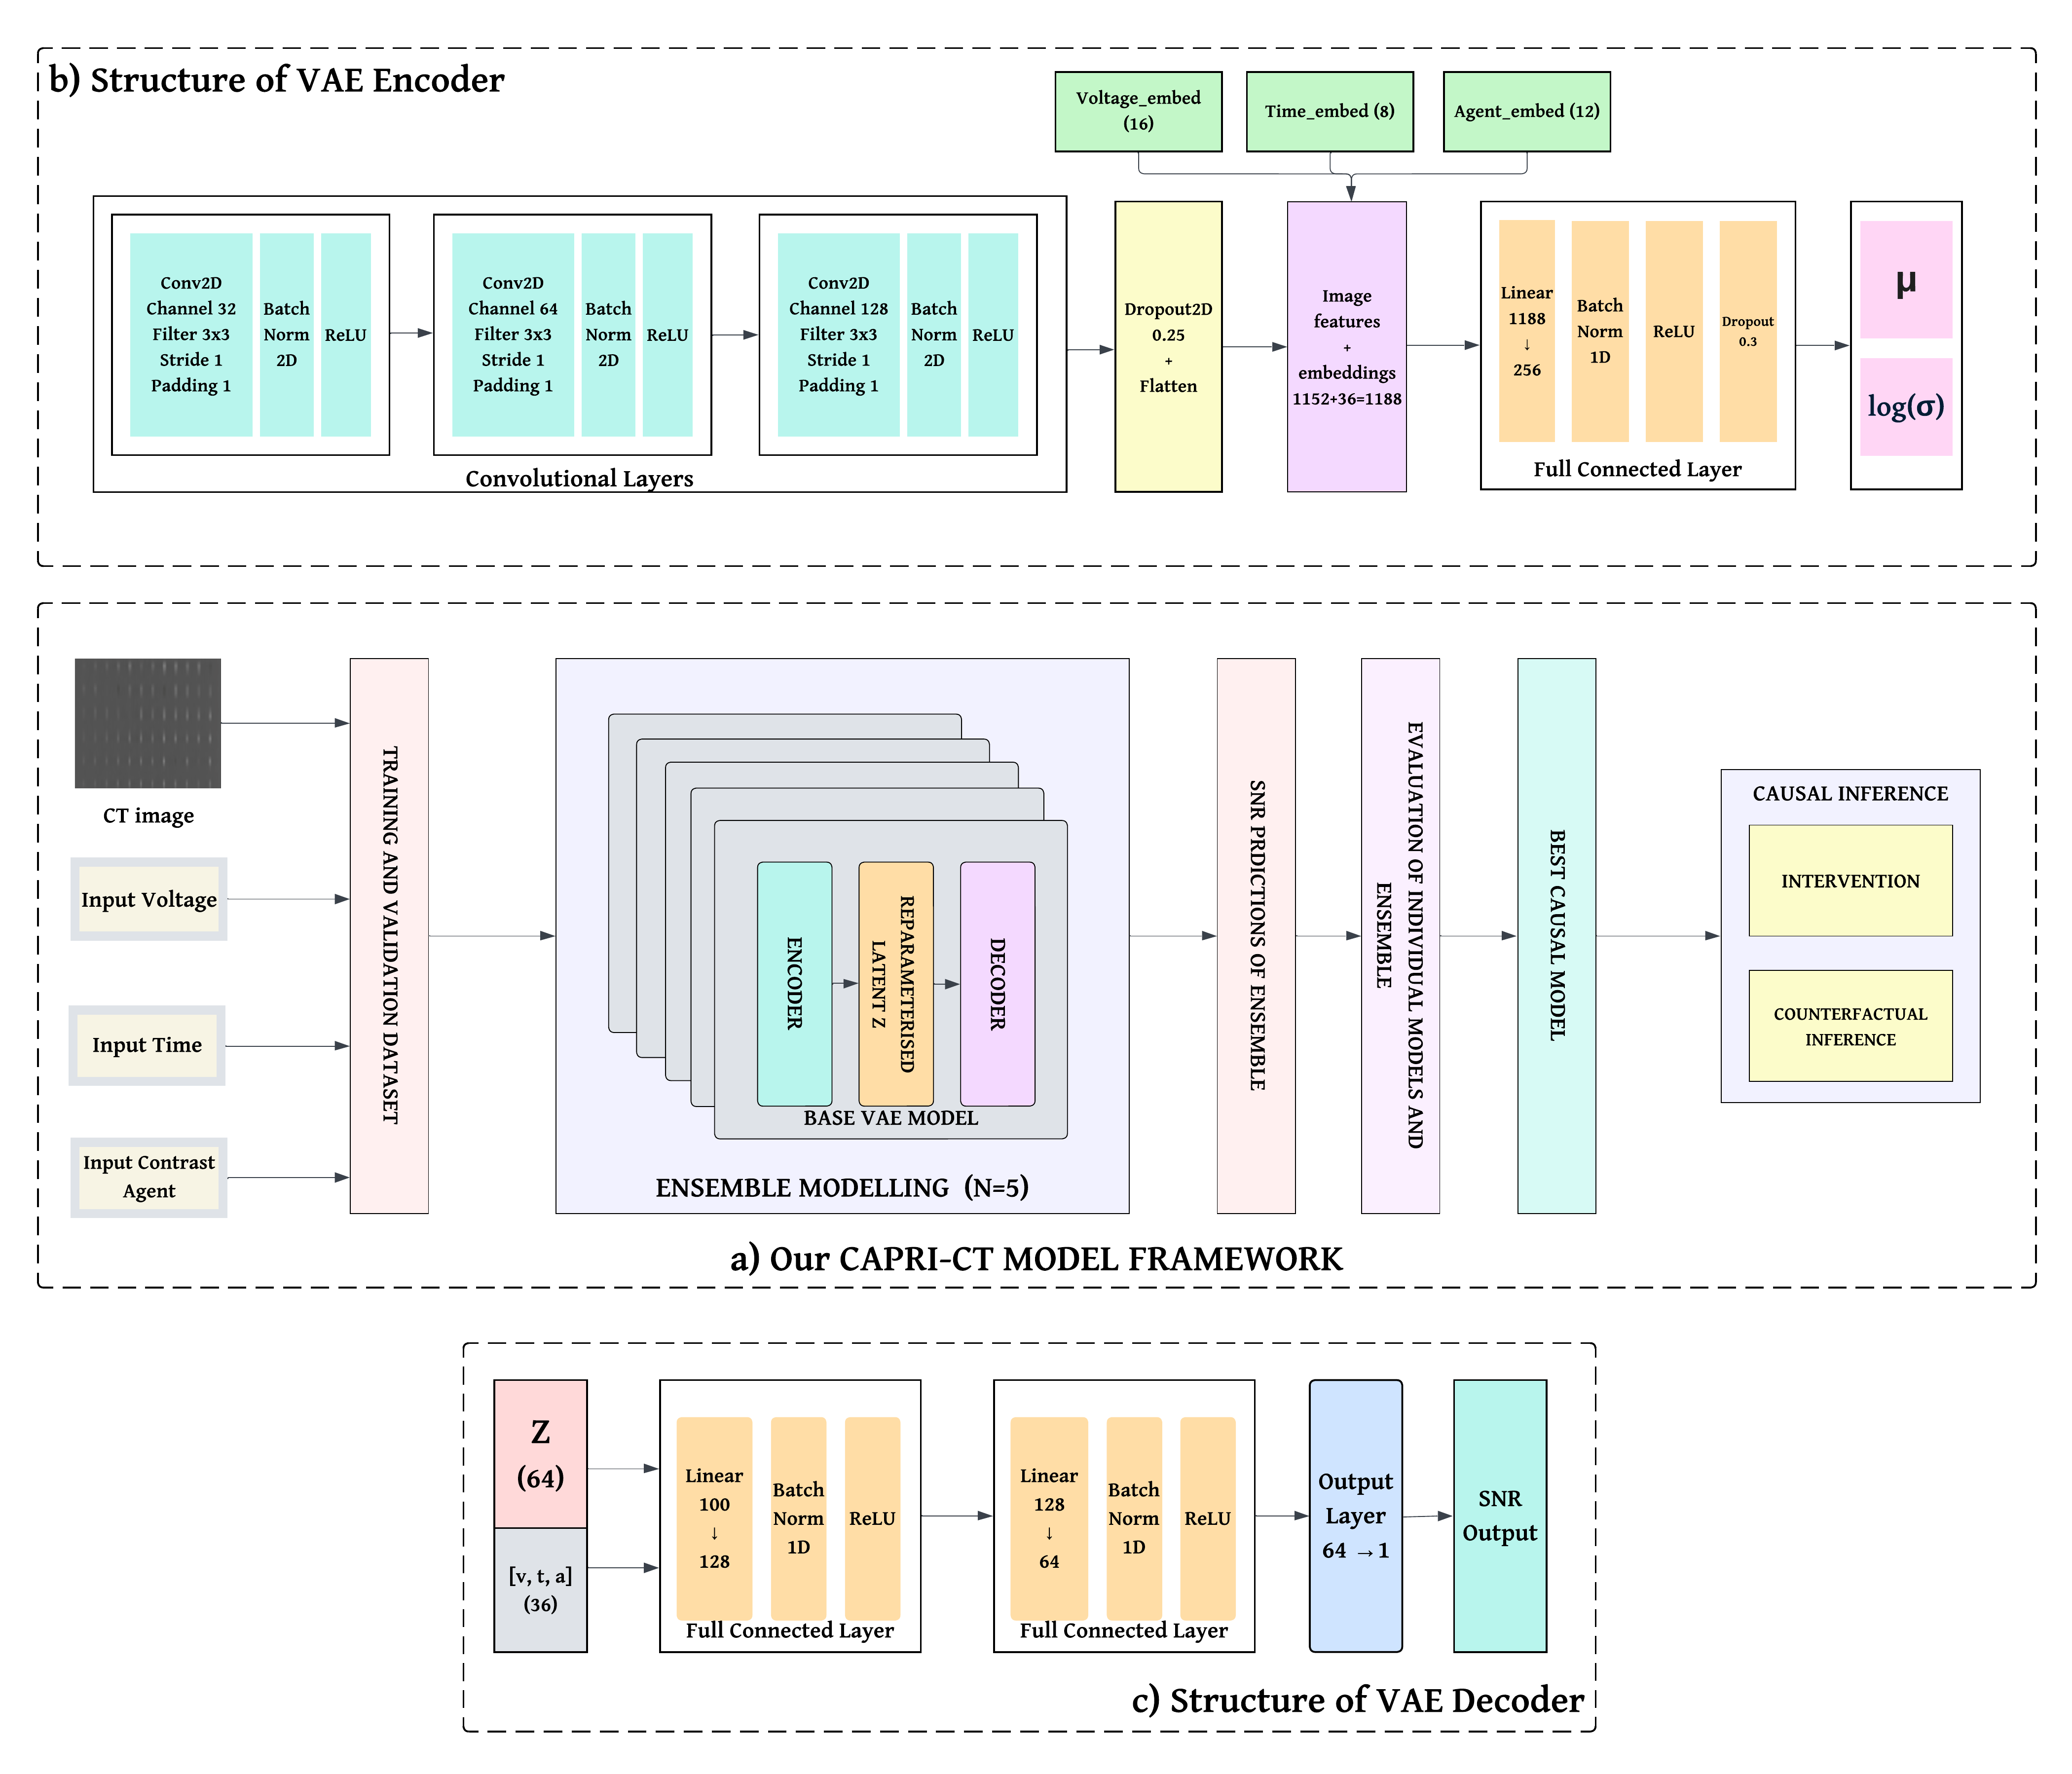 b) Structure of VAE Encoder
Voltage_embed
(16)
Time_embed (8)
Agent_embed (12)
Conv2D
Channel 32
Filter 3x3
Stride 1
Padding 1
Batch
Norm
2D
ReLU
Conv2D
Channel 64
Filter 3x3
Stride 1
Padding 1
Batch
Norm
2D
ReLU
Conv2D
Channel 128
Filter 3x3
Stride 1
Padding 1
Batch
Norm
2D
ReLU
Convolutional Layers
Dropout2D
0.25
+
Flatten
Image
features
+
embeddings
1152+36=1188
Linear
1188
↓
256
Batch
Norm
1D
ReLU
Dropout
0.3
Full Connected Layer
μ
log(σ)
CT image
Input Voltage
Input Time
Input Contrast
Agent
TRAINING AND VALIDATION DATASET
ENCODER
REPARAMETERISED
LATENT Z
DECODER
BASE VAE MODEL
ENSEMBLE MODELLING (N=5)
SNR PRDICTIONS OF ENSEMBLE
EVALUATION OF INDIVIDUAL MODELS AND
ENSEMBLE
BEST CAUSAL MODEL
CAUSAL INFERENCE
INTERVENTION
COUNTERFACTUAL
INFERENCE
a) Our CAPRI-CT MODEL FRAMEWORK
Z
(64)
[v, t, a]
(36)
Linear
100
↓
128
Batch
Norm
1D
ReLU
Full Connected Layer
Linear
128
↓
64
Batch
Norm
1D
ReLU
Full Connected Layer
Output
Layer
64 →1
SNR
Output
c) Structure of VAE Decoder